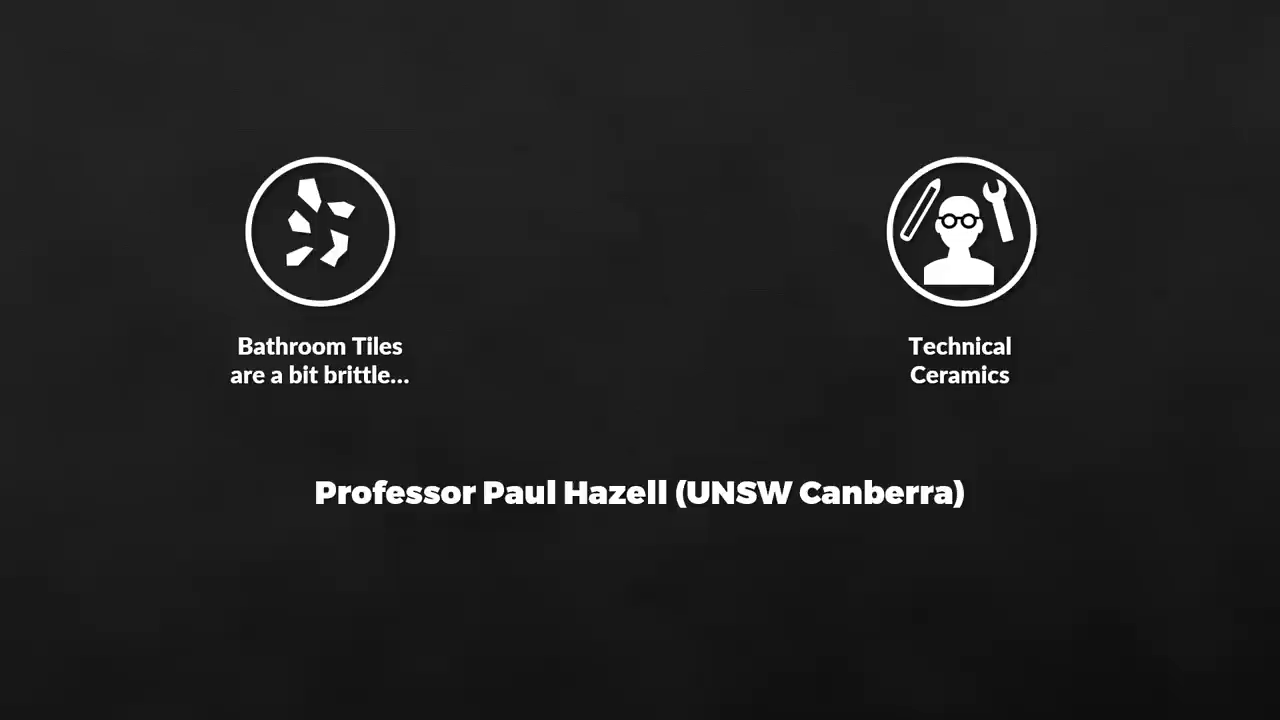 Bathroom Tiles
are a bit brittle...
Technical
Ceramics
Professor Paul Hazell (UNSW Canberra)